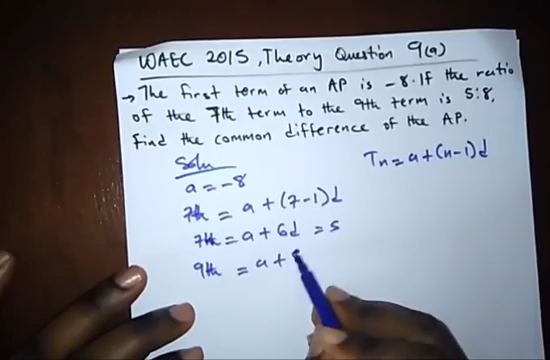 WAEC 2015, Theory Question 9(a)
→ The first term of an AP is -8. If the ratio
of the 7th term to the 9th term is 5:8,
find the common difference of the AP.
Soln
Tn = a+(n-1)d
a = -8
7th = a + (7-1)d
7th = a + 6d = 5
9th = a +